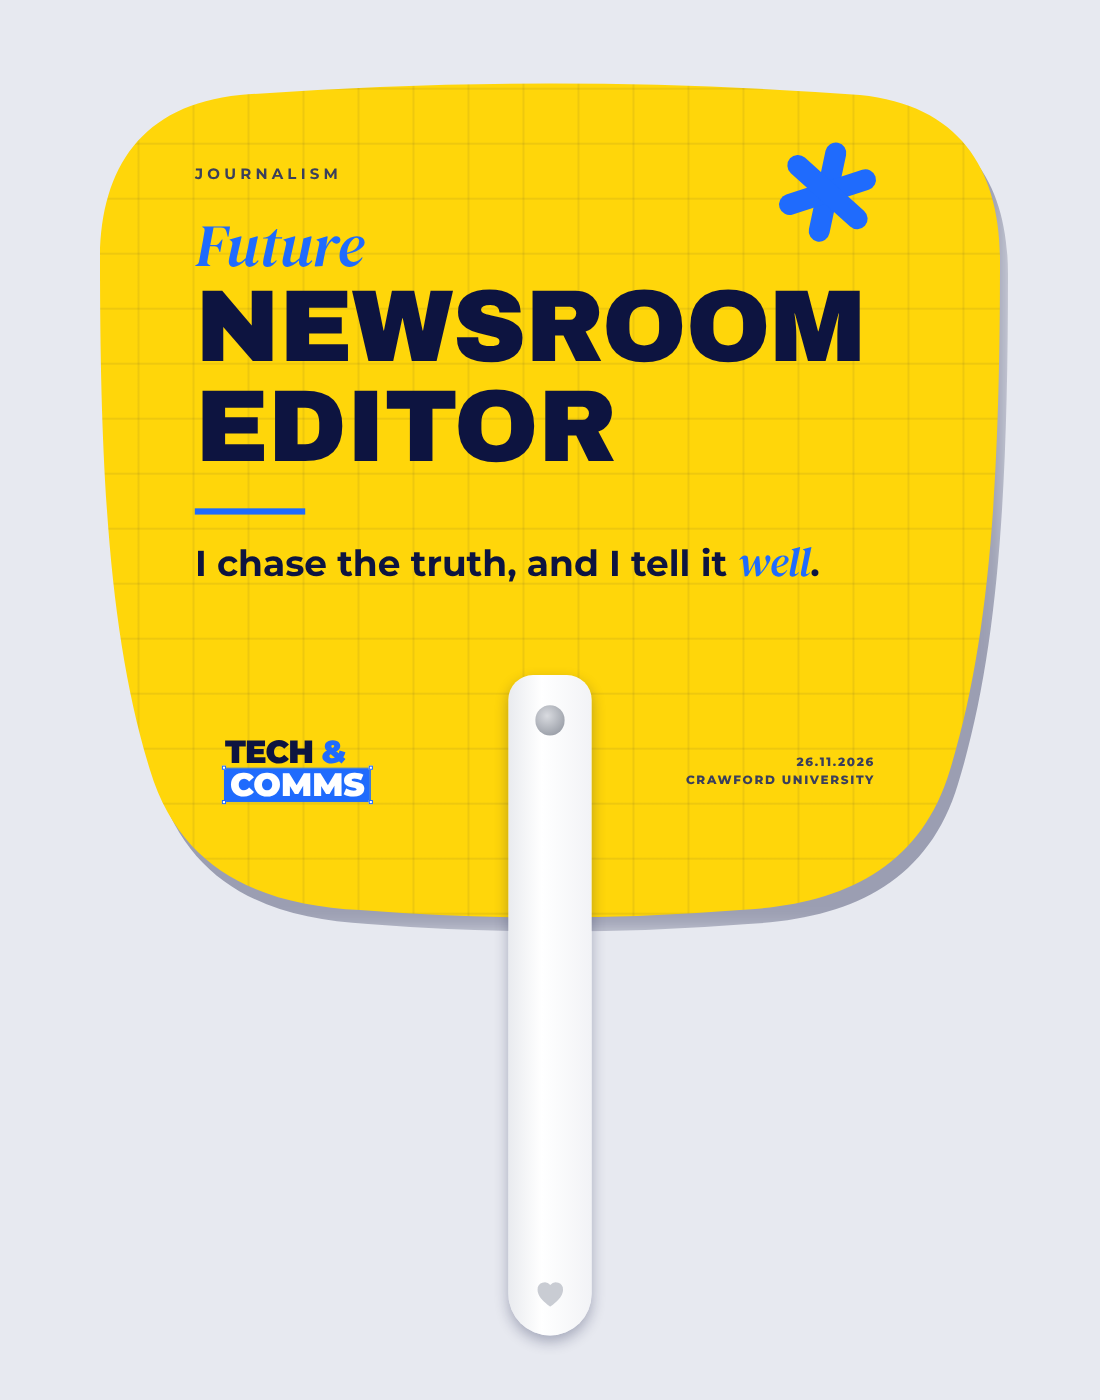 JOURNALISM
Future
NEWSROOM
EDITOR
I chase the truth, and I tell it well.
TECH &
COMMS
26.11.2026
CRAWFORD UNIVERSITY